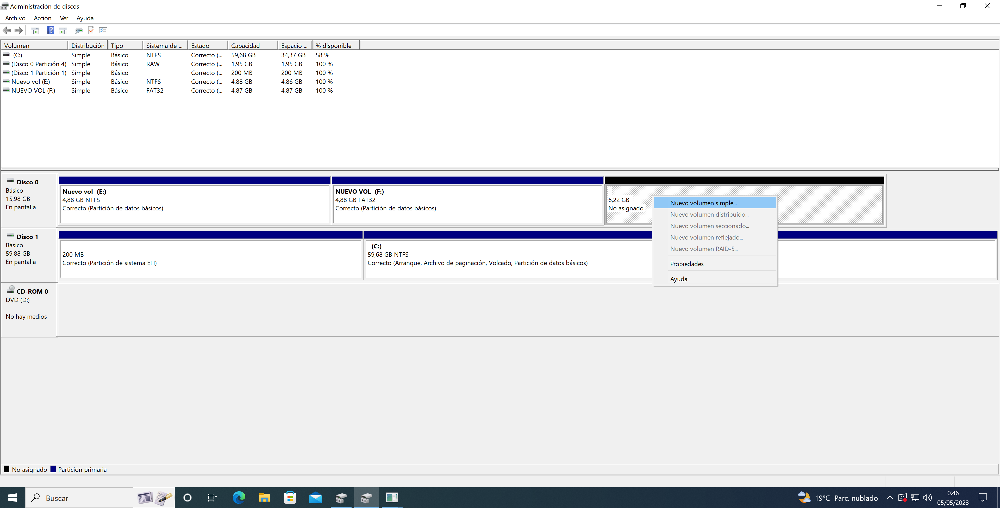 Administración de discos
Archivo Acción Ver Ayuda
Volumen Distribución Tipo Sistema de ... Estado Capacidad Espacio ... % disponible
(C:) Simple Básico NTFS Correcto (... 59,68 GB 34,37 GB 58 %
(Disco 0 Partición 4) Simple Básico RAW Correcto (... 1,95 GB 1,95 GB 100 %
(Disco 1 Partición 1) Simple Básico Correcto (... 200 MB 200 MB 100 %
Nuevo vol (E:) Simple Básico NTFS Correcto (... 4,88 GB 4,86 GB 100 %
NUEVO VOL (F:) Simple Básico FAT32 Correcto (... 4,87 GB 4,87 GB 100 %
Disco 0
Básico
15,98 GB
En pantalla
Nuevo vol (E:)
4,88 GB NTFS
Correcto (Partición de datos básicos)
NUEVO VOL (F:)
4,88 GB FAT32
Correcto (Partición de datos básicos)
6,22 GB
No asignado
Nuevo volumen simple...
Nuevo volumen distribuido...
Nuevo volumen seccionado...
Nuevo volumen reflejado...
Nuevo volumen RAID-5...
Propiedades
Ayuda
Disco 1
Básico
59,88 GB
En pantalla
200 MB
Correcto (Partición de sistema EFI)
(C:)
59,68 GB NTFS
Correcto (Arranque, Archivo de paginación, Volcado, Partición de datos básicos)
CD-ROM 0
DVD (D:)
No hay medios
No asignado Partición primaria
Buscar
19°C Parc. nublado
0:46
05/05/2023